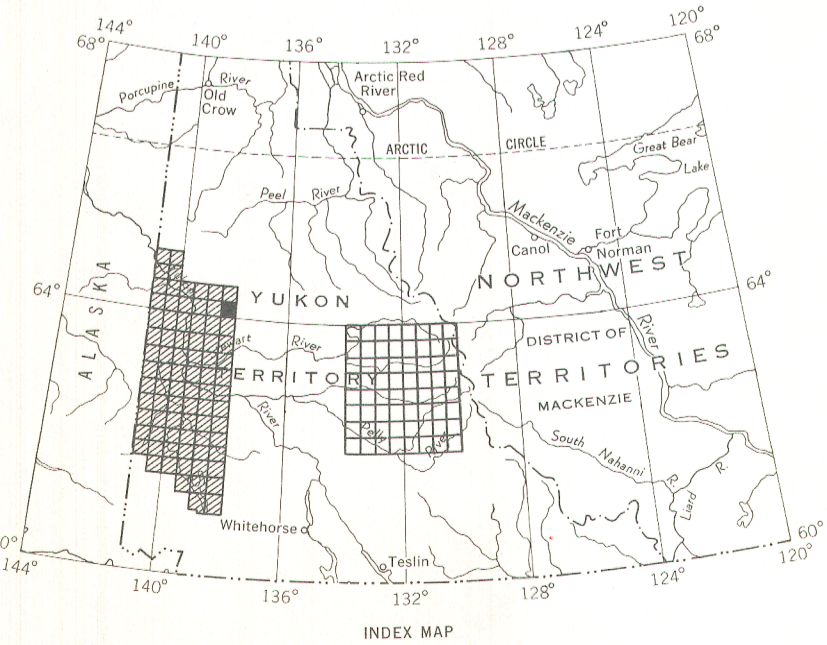 144°
140°
136°
132°
128°
124°
120°
68°
68°
Porcupine
River
Old
Crow
Arctic Red
River
ARCTIC
CIRCLE
Great Bear
Lake
Peel
River
Mackenzie
Fort
Norman
Canol
NORTHWEST
64°
64°
ALASKA
YUKON
River
DISTRICT OF
River
TERRITORY
TERRITORIES
MACKENZIE
River
Pelly
River
South
Nahanni
R.
R.
Liard
Whitehorse
Teslin
0°
60°
144°
140°
136°
132°
128°
124°
120°
INDEX MAP